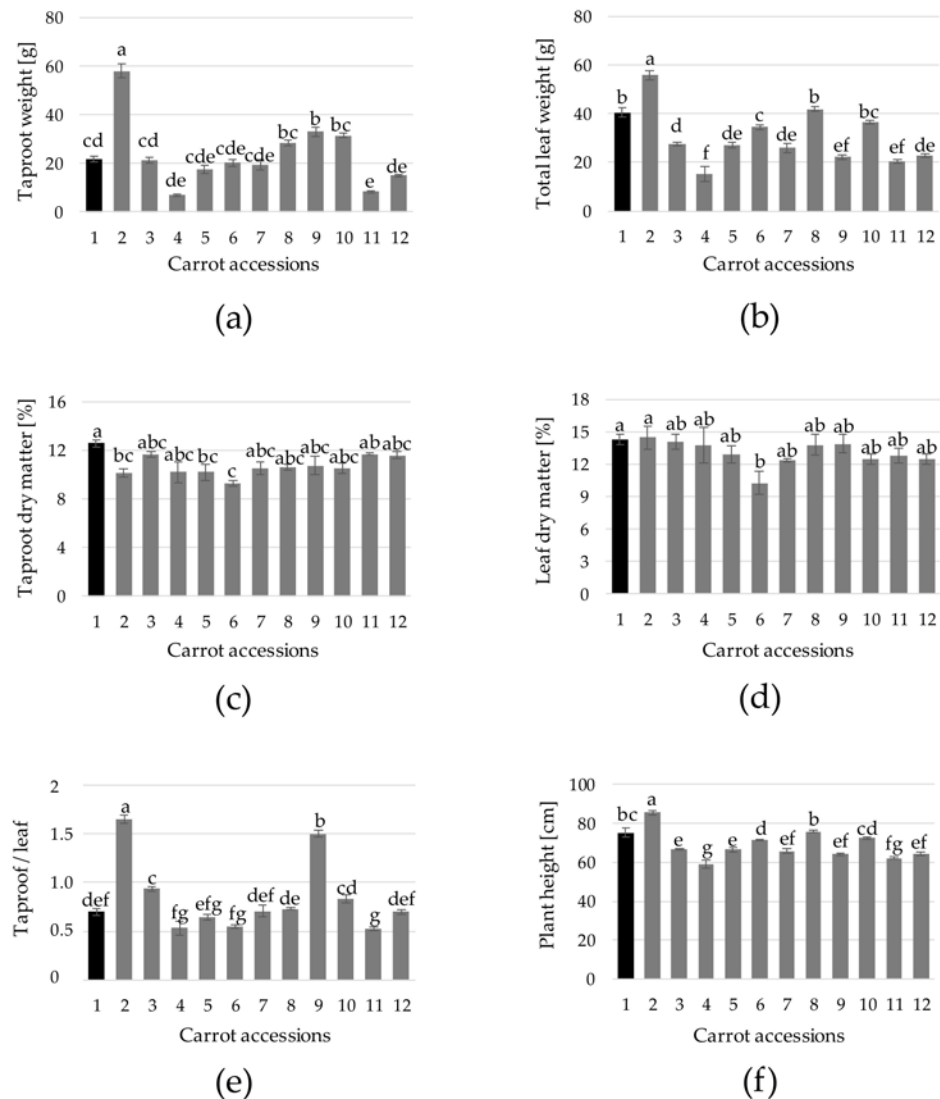 80
60
40
20
0
Taproot weight [g]
cd
a
cd
de
cde
cde
cde
bc
b
bc
e
de
1 2 3 4 5 6 7 8 9 10 11 12
Carrot accessions
(a)
80
60
40
20
0
Total leaf weight [g]
b
a
d
f
de
c
de
b
ef
bc
ef
de
1 2 3 4 5 6 7 8 9 10 11 12
Carrot accessions
(b)
16
12
8
4
0
Taproot dry matter [%]
a
bc
abc
abc
abc
c
abc
abc
abc
abc
ab
abc
1 2 3 4 5 6 7 8 9 10 11 12
Carrot accessions
(c)
18
15
12
9
6
3
0
Leaf dry matter [%]
a
a
ab
ab
ab
b
ab
ab
ab
ab
ab
ab
1 2 3 4 5 6 7 8 9 10 11 12
Carrot accessions
(d)
2
1.5
1.0
0.5
0
Taproof / leaf
def
a
c
fg
efg
fg
def
de
b
cd
g
def
1 2 3 4 5 6 7 8 9 10 11 12
Carrot accessions
(e)
100
80
60
40
20
0
Plant height [cm]
bc
a
e
g
e
d
ef
b
ef
cd
fg
ef
1 2 3 4 5 6 7 8 9 10 11 12
Carrot accessions
(f)